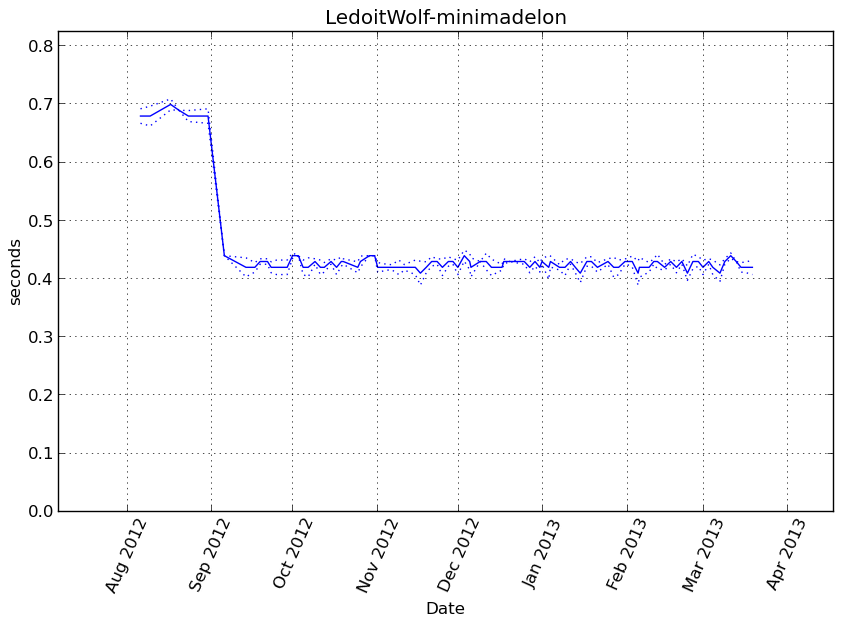 LedoitWolf-minimadelon
0.8
0.7
0.6
0.5
0.4
0.3
0.2
0.1
0.0
seconds
Aug 2012
Sep 2012
Oct 2012
Nov 2012
Dec 2012
Jan 2013
Feb 2013
Mar 2013
Apr 2013
Date